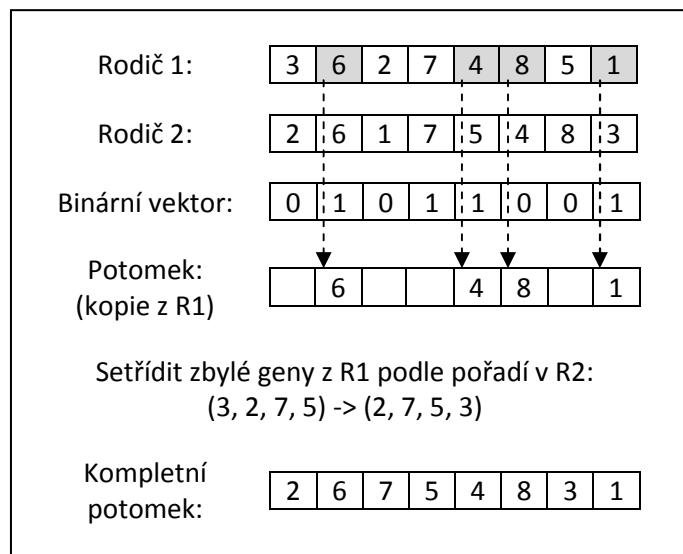 Rodič 1: 3 6 2 7 4 8 5 1
Rodič 2: 2 6 1 7 5 4 8 3
Binární vektor: 0 1 0 1 1 0 0 1
Potomek:
(kopie z R1) 6 4 8 1
Setřídit zbylé geny z R1 podle pořadí v R2:
(3, 2, 7, 5) -> (2, 7, 5, 3)
Kompletní
potomek: 2 6 7 5 4 8 3 1